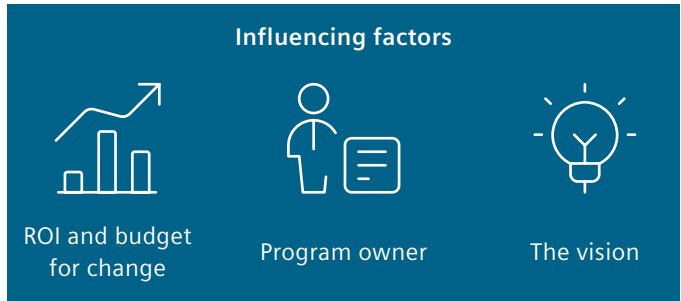 Influencing factors
ROI and budget
for change
Program owner
The vision